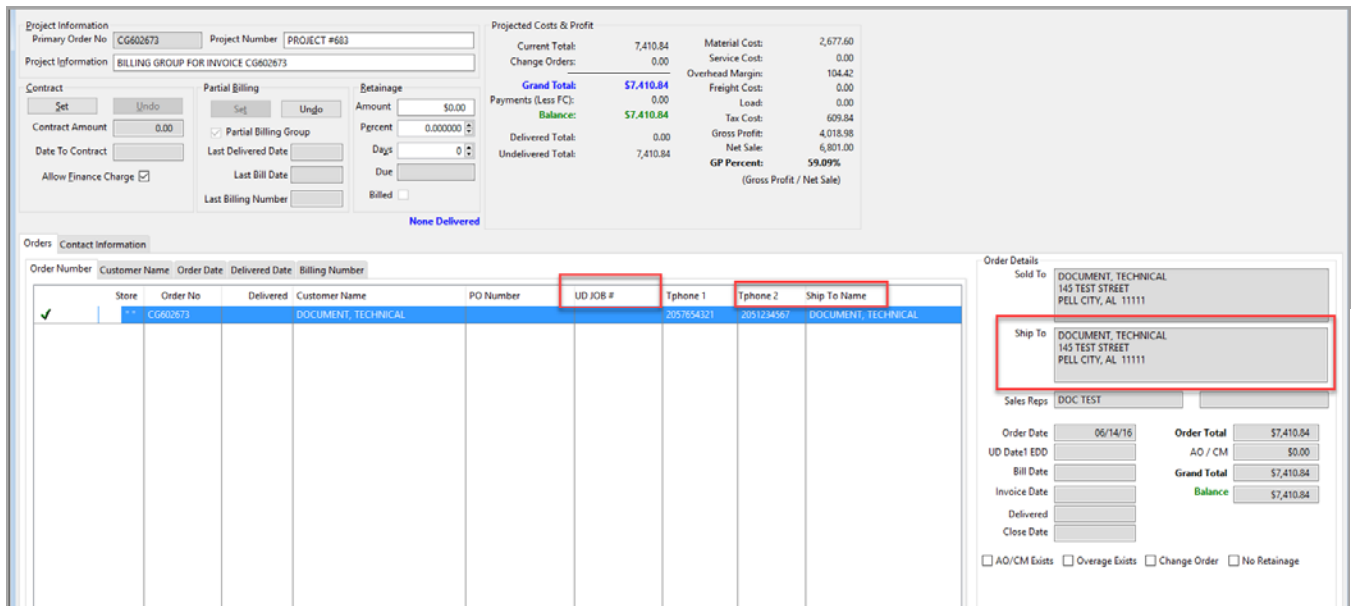 Project Information
Primary Order No CG602673 Project Number PROJECT #683
Project Information BILLING GROUP FOR INVOICE CG602673
Contract
Set Undo
Contract Amount 0.00
Date To Contract
Allow Finance Charge
Partial Billing
Set Undo
Partial Billing Group
Last Delivered Date
Last Bill Date
Last Billing Number
Retainage
Amount $0.00
Percent 0.000000
Days 0
Due
Billed
None Delivered
Projected Costs & Profit
Current Total: 7,410.84
Change Orders: 0.00
Grand Total: $7,410.84
Payments (Less FC): 0.00
Balance: $7,410.84
Delivered Total: 0.00
Undelivered Total: 7,410.84
Material Cost: 2,677.60
Service Cost: 0.00
Overhead Margin: 104.42
Freight Cost: 0.00
Load: 0.00
Tax Cost: 609.84
Gross Profit: 4,018.98
Net Sale: 6,801.00
GP Percent: 59.09%
(Gross Profit / Net Sale)
Orders Contact Information
Order Number Customer Name Order Date Delivered Date Billing Number
Store Order No Delivered Customer Name PO Number UD JOB # Tphone 1 Tphone 2 Ship To Name
* * CG602673 DOCUMENT, TECHNICAL 2057654321 2051234567 DOCUMENT, TECHNICAL
Order Details
Sold To DOCUMENT, TECHNICAL
145 TEST STREET
PELL CITY, AL 11111
Ship To DOCUMENT, TECHNICAL
145 TEST STREET
PELL CITY, AL 11111
Sales Reps DOC TEST
Order Date 06/14/16 Order Total $7,410.84
UD Date1 EDD AO / CM $0.00
Bill Date Grand Total $7,410.84
Invoice Date Balance $7,410.84
Delivered
Close Date
AO/CM Exists Overage Exists Change Order No Retainage